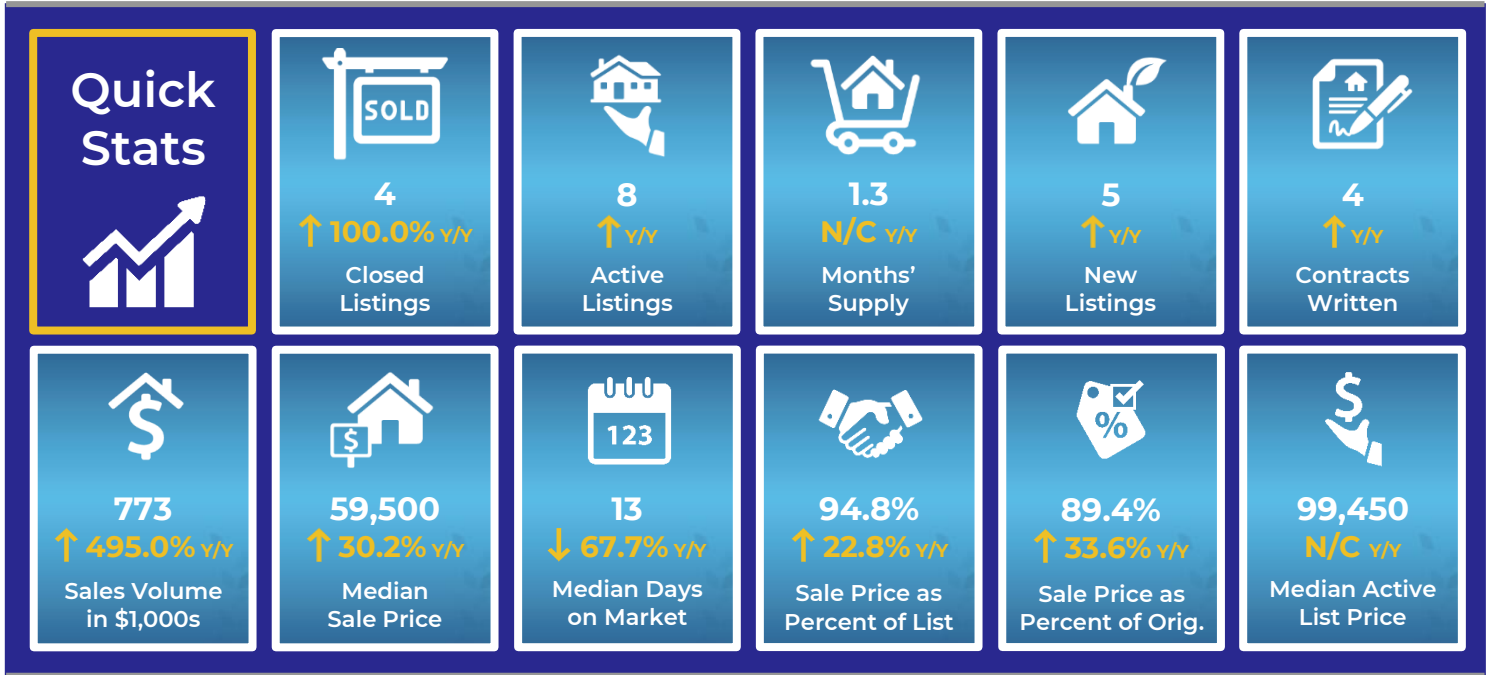 Quick
Stats
SOLD
4
↑ 100.0% Y/Y
Closed
Listings
8
↑ Y/Y
Active
Listings
1.3
N/C Y/Y
Months’
Supply
5
↑ Y/Y
New
Listings
4
↑ Y/Y
Contracts
Written
$
773
↑ 495.0% Y/Y
Sales Volume
in $1,000s
$
59,500
↑ 30.2% Y/Y
Median
Sale Price
123
13
↓ 67.7% Y/Y
Median Days
on Market
94.8%
↑ 22.8% Y/Y
Sale Price as
Percent of List
%
89.4%
↑ 33.6% Y/Y
Sale Price as
Percent of Orig.
$
99,450
N/C Y/Y
Median Active
List Price